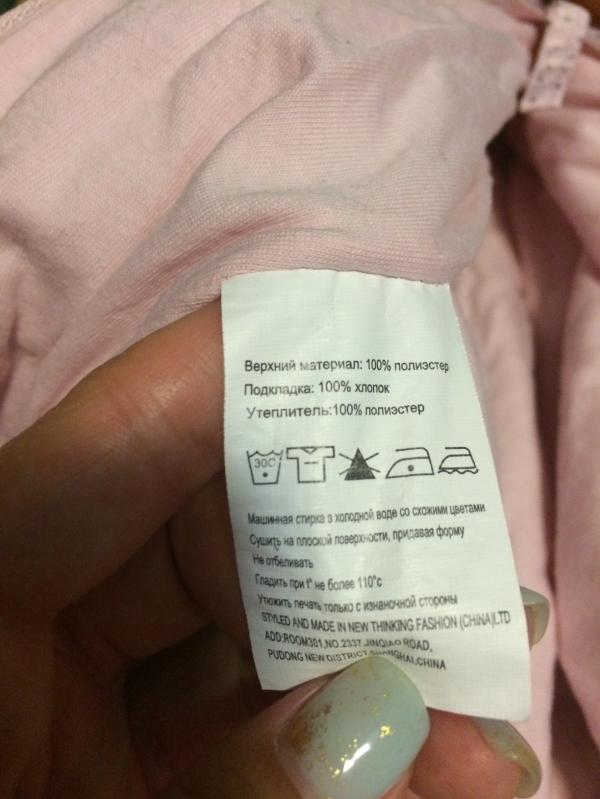 Верхний материал: 100% полиэстер
Подкладка: 100% хлопок
Утеплитель:100% полиэстер
30C
Машинная стирка в холодной воде со схожими цветами
Сушить на плоской поверхности, придавая форму
Не отбеливать
Гладить при t° не более 110°c
Утюжить печать только с изнаночной стороны
STYLED AND MADE IN NEW THINKING FASHION (CHINA)LTD
ADD:ROOM301,NO.2337,JINQIAO ROAD,
PUDONG NEW DISTRICT SHANGHAI,CHINA